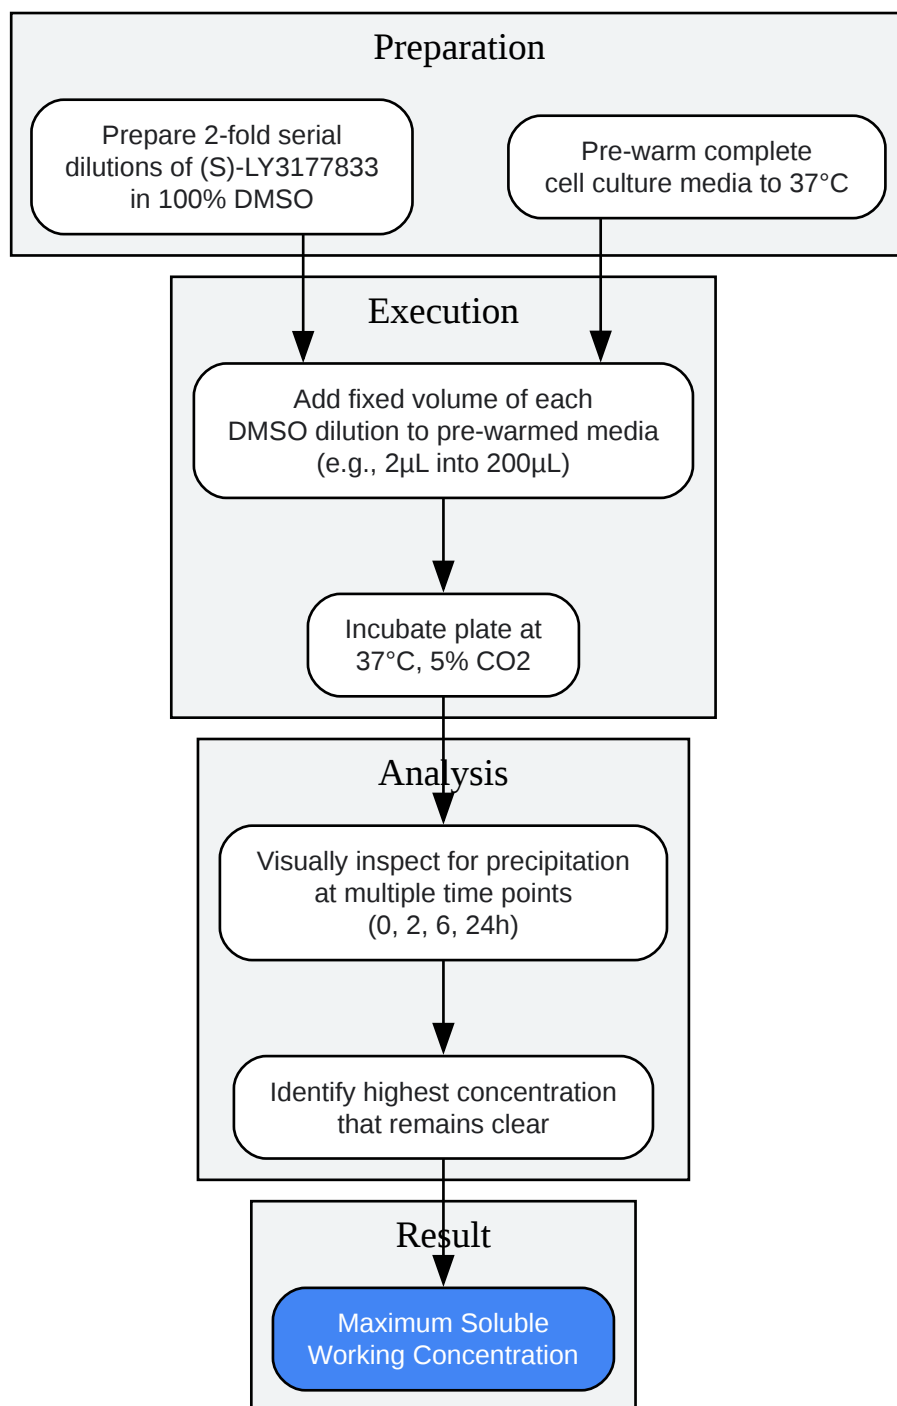 Preparation
Prepare 2-fold serial
dilutions of (S)-LY3177833
in 100% DMSO
Pre-warm complete
cell culture media to 37°C
Execution
Add fixed volume of each
DMSO dilution to pre-warmed media
(e.g., 2µL into 200µL)
Incubate plate at
37°C, 5% CO2
Analysis
Visually inspect for precipitation
at multiple time points
(0, 2, 6, 24h)
Identify highest concentration
that remains clear
Result
Maximum Soluble
Working Concentration